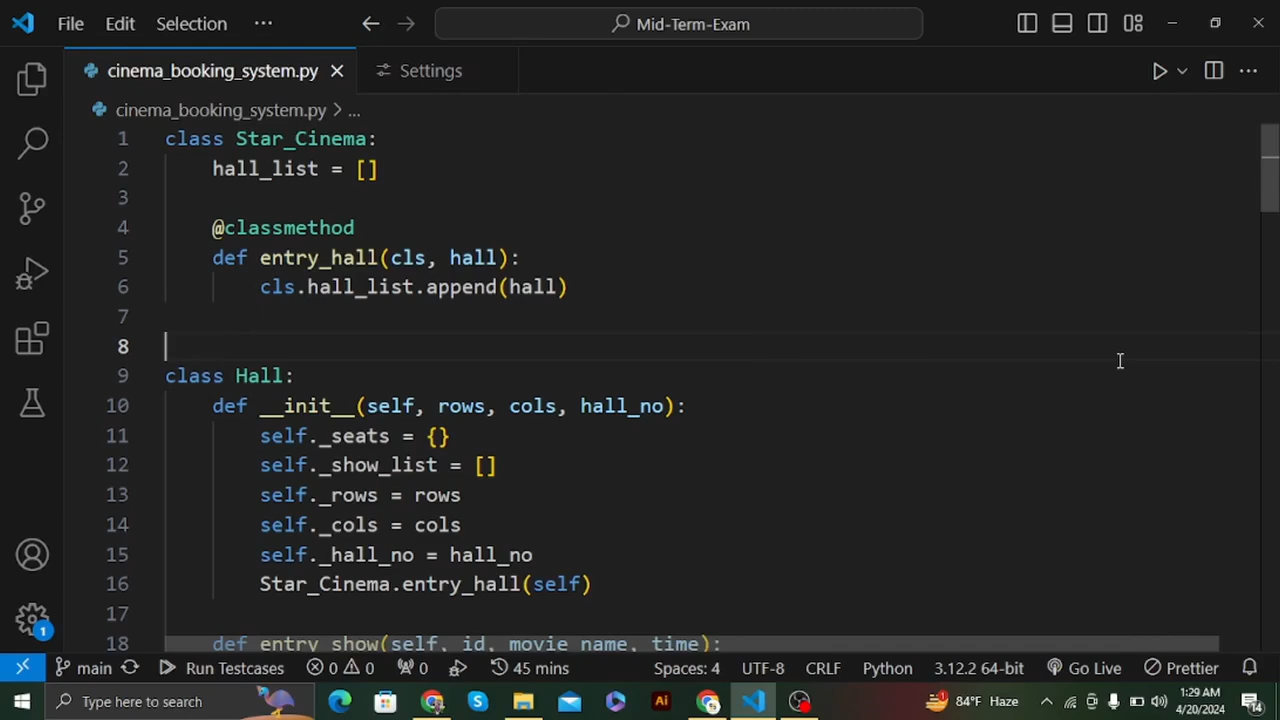 File Edit Selection ··· Mid-Term-Exam
cinema_booking_system.py Settings
cinema_booking_system.py > ...
1 class Star_Cinema:
2 hall_list = []
3
4 @classmethod
5 def entry_hall(cls, hall):
6 cls.hall_list.append(hall)
7
8
9 class Hall:
10 def __init__(self, rows, cols, hall_no):
11 self._seats = {}
12 self._show_list = []
13 self._rows = rows
14 self._cols = cols
15 self._hall_no = hall_no
16 Star_Cinema.entry_hall(self)
17
18 def entry_show(self, id, movie_name, time):
1
main Run Testcases 0 0 0 45 mins Spaces: 4 UTF-8 CRLF Python 3.12.2 64-bit Go Live Prettier
Type here to search 84°F Haze 1:29 AM
4/20/2024 14